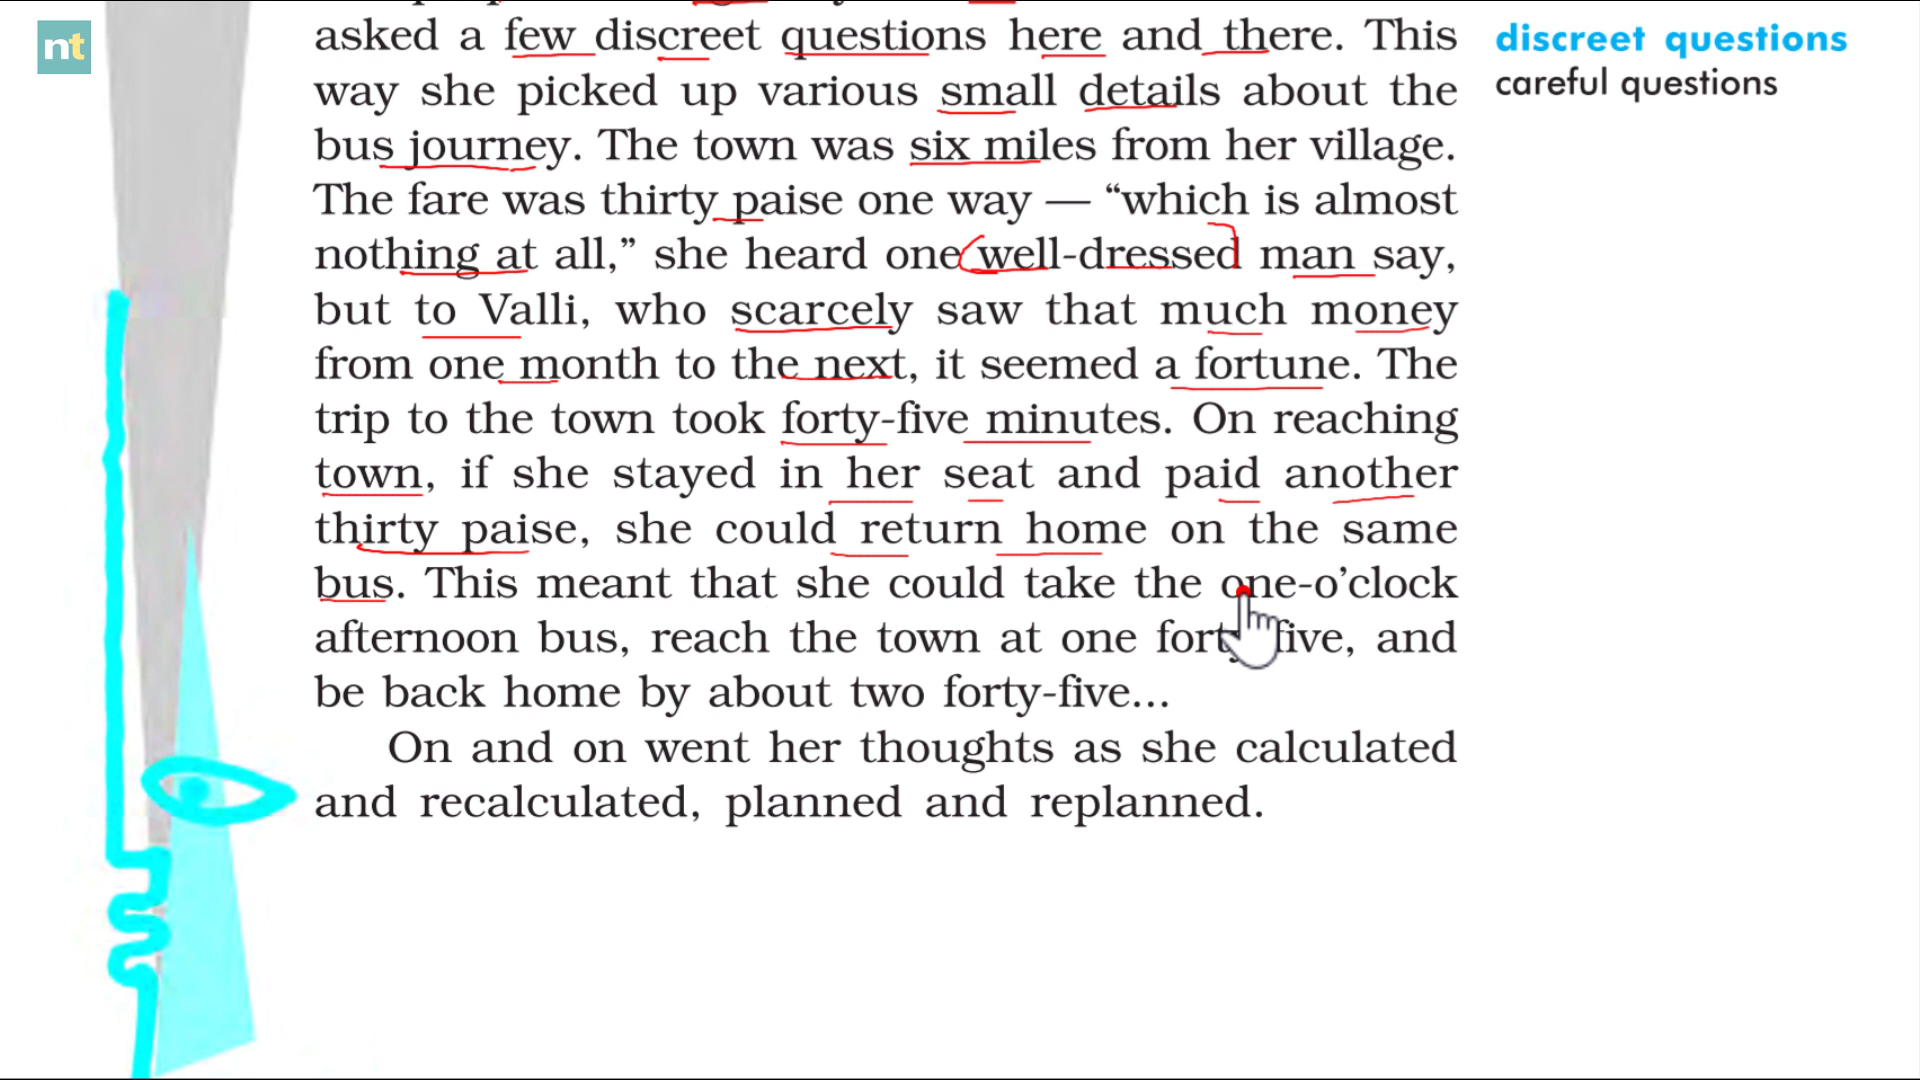 nt
asked a few discreet questions here and there. This
way she picked up various small details about the
bus journey. The town was six miles from her village.
The fare was thirty paise one way — “which is almost
nothing at all,” she heard one well-dressed man say,
but to Valli, who scarcely saw that much money
from one month to the next, it seemed a fortune. The
trip to the town took forty-five minutes. On reaching
town, if she stayed in her seat and paid another
thirty paise, she could return home on the same
bus. This meant that she could take the one-o’clock
afternoon bus, reach the town at one forty-five, and
be back home by about two forty-five...
On and on went her thoughts as she calculated
and recalculated, planned and replanned.
discreet questions
careful questions